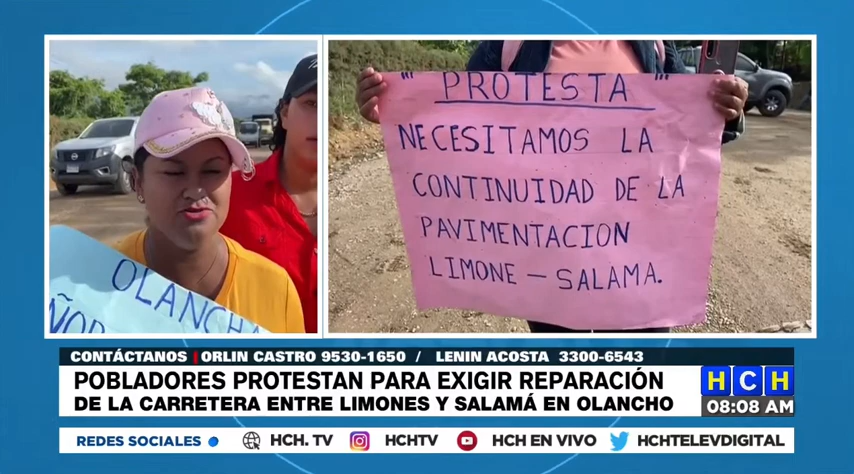 OLANCH
ÑOR
''' PROTESTA '''
NECESITAMOS LA
CONTINUIDAD DE LA
PAVIMENTACION
LIMONE — SALAMA.
CONTÁCTANOS | ORLIN CASTRO 9530-1650 / LENIN ACOSTA 3300-6543
POBLADORES PROTESTAN PARA EXIGIR REPARACIÓN
DE LA CARRETERA ENTRE LIMONES Y SALAMÁ EN OLANCHO
HCH
08:08 AM
REDES SOCIALES HCH. TV HCHTV HCH EN VIVO HCHTELEVDIGITAL